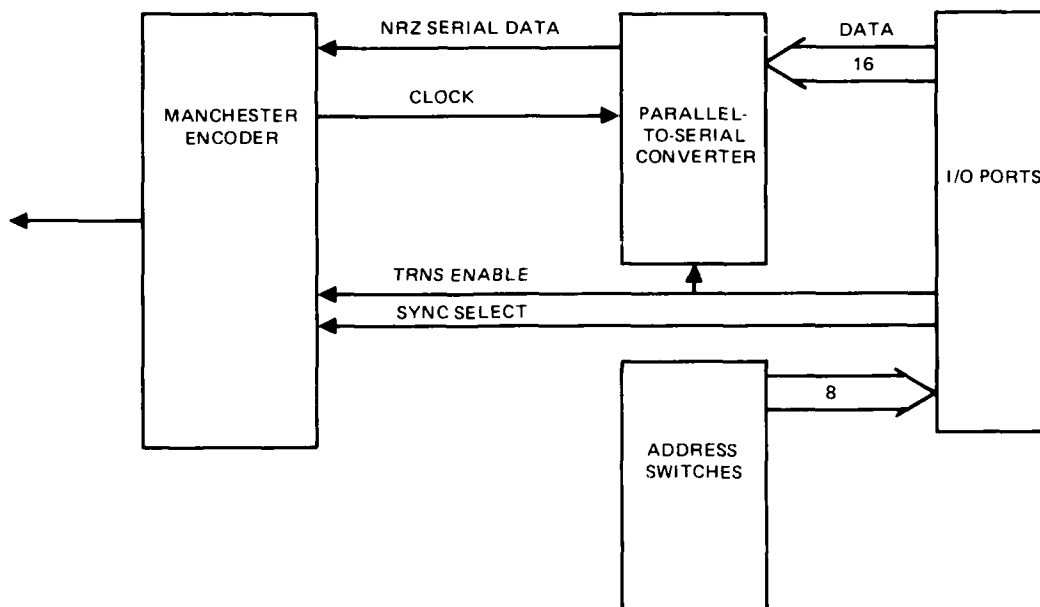 NRZ SERIAL DATA
DATA
16
CLOCK
MANCHESTER
ENCODER
PARALLEL-
TO-SERIAL
CONVERTER
I/O PORTS
TRNS ENABLE
SYNC SELECT
8
ADDRESS
SWITCHES